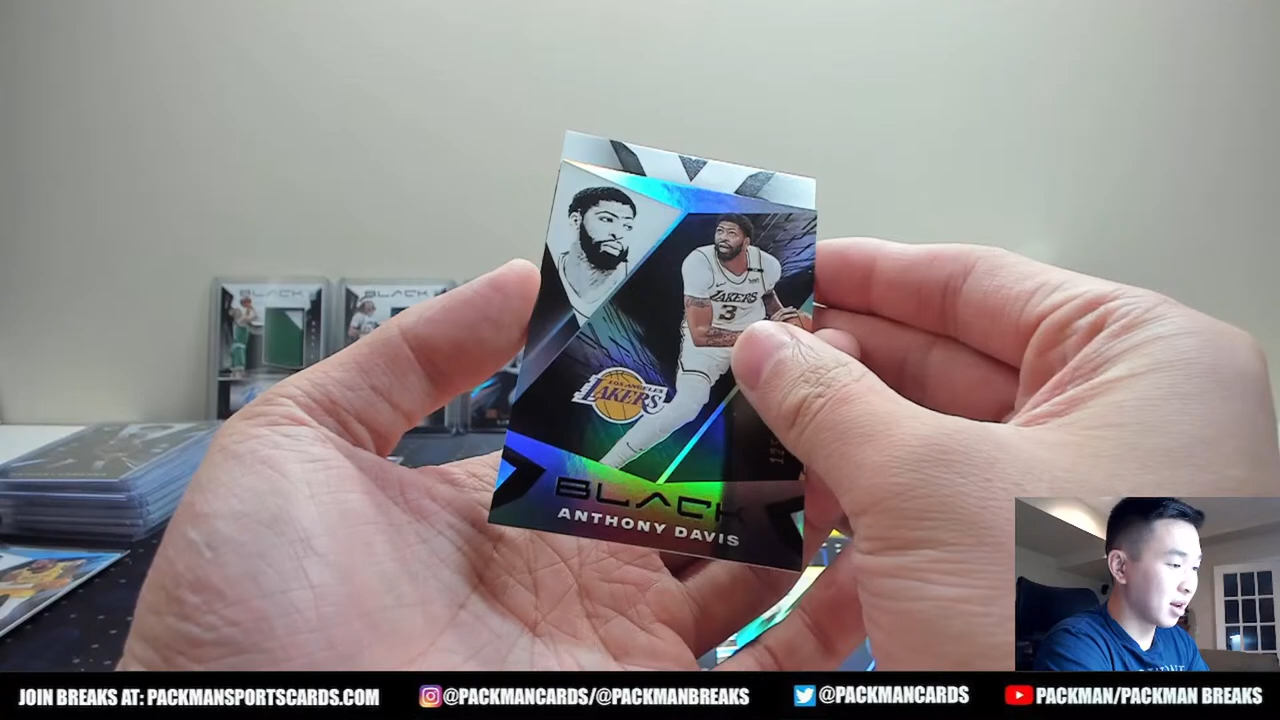 BLACK
BLACK
LAKERS
3
LOS ANGELES
LAKERS
BLACK
ANTHONY DAVIS
JOIN BREAKS AT: PACKMANSPORTSCARDS.COM
@PACKMANCARDS/@PACKMANBREAKS
@PACKMANCARDS
PACKMAN/PACKMAN BREAKS